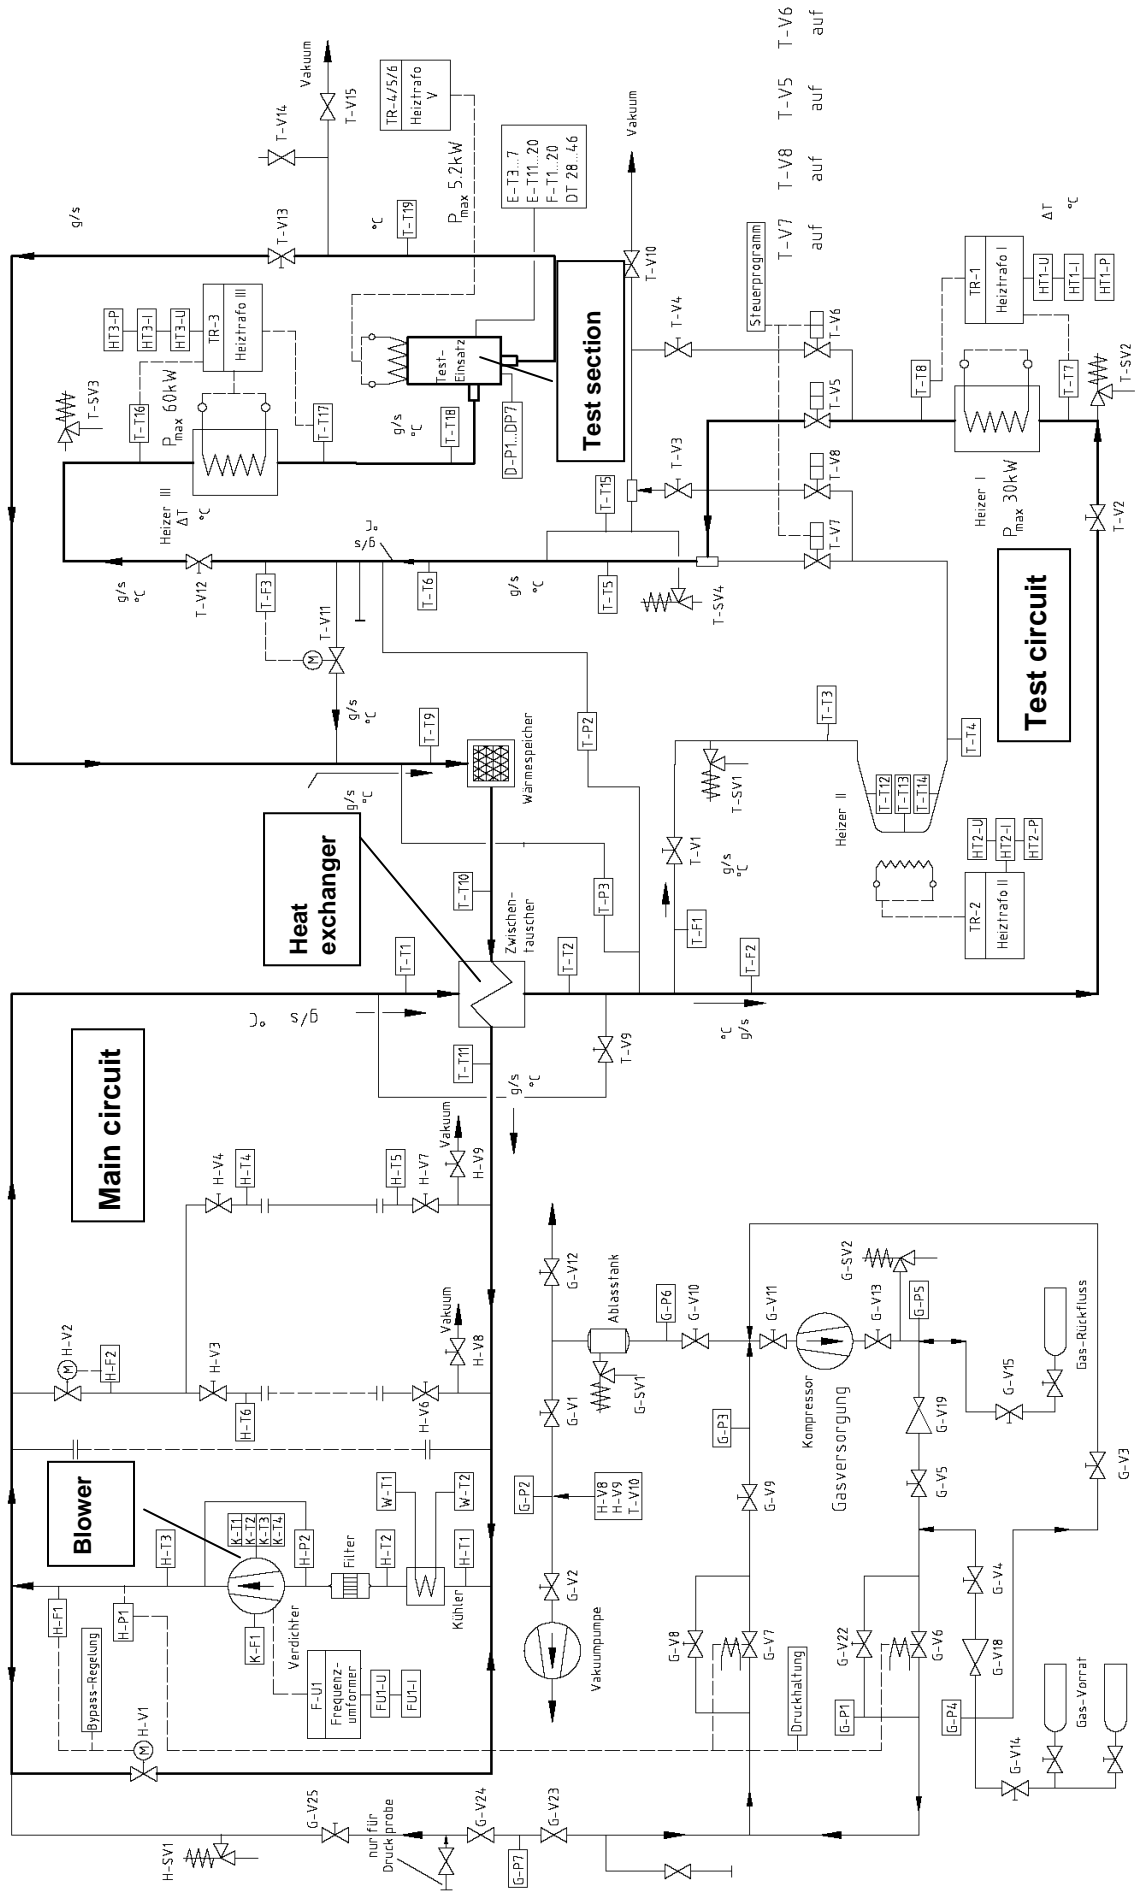 H-SV1
G-V25
nur für
Druckprobe
G-V24
G-P7
G-V23
Main circuit
Blower
Bypass-Regelung
H-V1
M
H-F1
H-P1
H-T3
K-F1
Verdichter
K-T1
K-T2
K-T3
K-T4
H-P2
F-U1
Frequenz-
umformer
FU1-U
FU1-I
Filter
H-T2
Kühler
H-T1
W-T1
W-T2
H-V2
M
H-F2
H-V3
H-T6
H-V6
Vakuum
H-V8
H-V4
H-T4
H-T5
H-V7
Vakuum
H-V9
T-T11
g/s
°C
T-T1
°C
g/s
Heat
exchanger
Zwischen-
tauscher
T-T10
T-T2
T-V9
Wärmespeicher
T-T9
g/s
°C
g/s
°C
T-P3
T-P2
T-F1
T-F2
°C
g/s
T-V1
g/s
°C
T-SV1
T-T3
Heizer II
T-T12
T-T13
T-T14
T-T4
HT2-U
HT2-I
HT2-P
TR-2
Heiztrafo II
Test circuit
T-V11
M
T-F3
T-V12
g/s
°C
g/s
°C
T-T6
g/s
°C
T-T5
T-T15
T-SV4
T-V3
T-V4
T-V10
Vakuum
Steuerprogramm
T-V7
T-V8
T-V5
T-V6
T-V7
T-V8
T-V5
T-V6
auf
auf
auf
auf
T-T8
T-T7
T-V2
T-SV2
Heizer I
Pmax 30kW
TR-1
Heiztrafo I
HT1-U
HT1-I
HT1-P
ΔT
°C
Heizer III
ΔT
°C
Pmax 60kW
T-T16
T-T17
T-T18
T-SV3
TR-3
Heiztrafo III
HT3-P
HT3-I
HT3-U
g/s
°C
Test-
Einsatz
D-P1...DP7
Test section
E-T3...7
E-T11...20
F-T1...20
DT 28...46
Pmax 5.2kW
TR-4/5/6
Heiztrafo
V
T-T19
°C
g/s
T-V13
T-V14
T-V15
Vakuum
Vakuumpumpe
G-V2
G-P2
H-V8
H-V9
T-V10
G-V1
G-V12
Ablasstank
G-SV1
G-P6
G-V10
G-V8
G-V7
G-V9
G-P3
G-V11
Kompressor
G-V13
G-SV2
G-P5
Gasversorgung
Druckhaltung
G-P1
G-V22
G-V6
G-V5
G-V19
G-V15
Gas-Rückfluss
G-P4
G-V18
G-V4
G-V14
Gas-Vorrat
G-V3